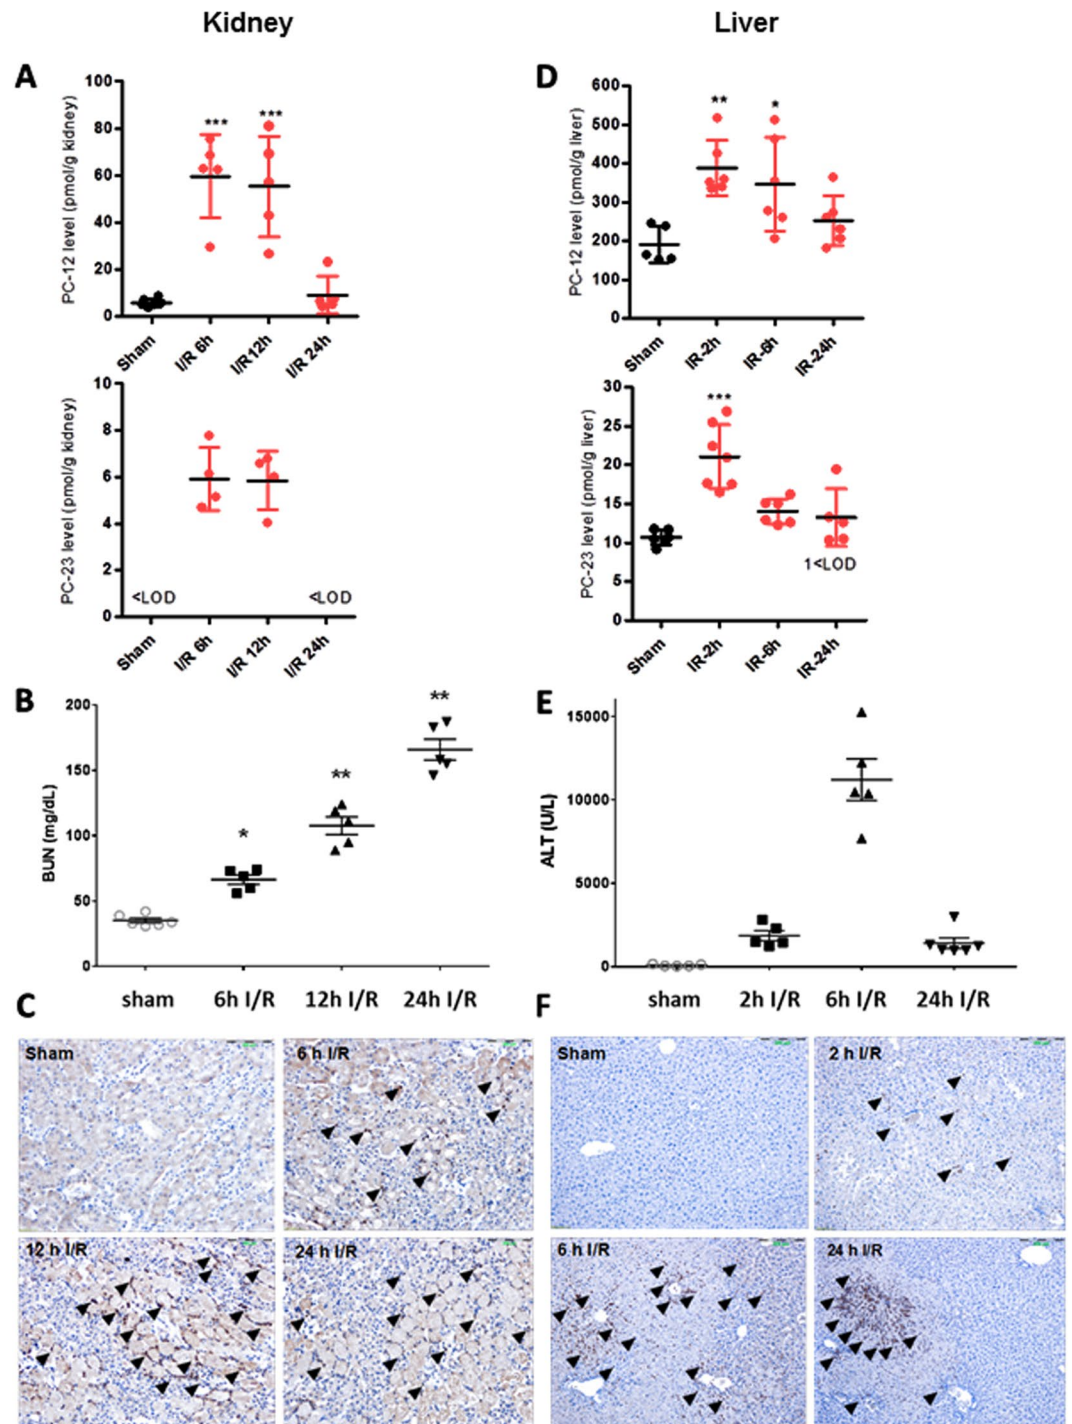 Kidney
Liver
A
PC-12 level (pmol/g kidney)
100
80
60
40
20
0
***
***
Sham
I/R 6h
I/R12h
I/R 24h
PC-23 level (pmol/g kidney)
10
8
6
4
2
0
<LOD
<LOD
Sham
I/R 6h
I/R 12h
I/R 24h
D
PC-12 level (pmol/g liver)
600
500
400
300
200
100
0
**
*
Sham
IR-2h
IR-6h
IR-24h
PC-23 level (pmol/g liver)
30
25
20
15
10
5
0
***
1<LOD
Sham
IR-2h
IR-6h
IR-24h
B
BUN (mg/dL)
200
150
100
50
0
*
**
**
sham
6h I/R
12h I/R
24h I/R
E
ALT (U/L)
15000
10000
5000
0
sham
2h I/R
6h I/R
24h I/R
C
Sham
6 h I/R
12 h I/R
24 h I/R
F
Sham
2 h I/R
6 h I/R
24 h I/R